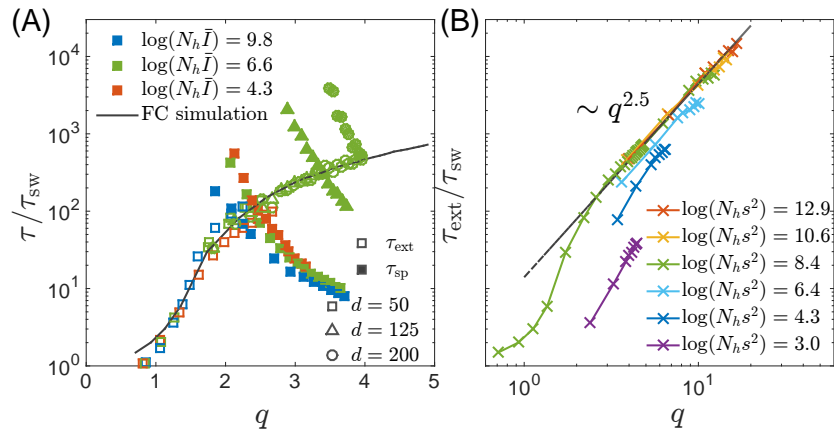 (A)
log(N_h Ī) = 9.8
log(N_h Ī) = 6.6
log(N_h Ī) = 4.3
FC simulation
τ_ext
τ_sp
d = 50
d = 125
d = 200
τ/τ_sw
10^4
10^3
10^2
10^1
10^0
0 1 2 3 4 5
q
(B)
∼ q^{2.5}
log(N_h s^2) = 12.9
log(N_h s^2) = 10.6
log(N_h s^2) = 8.4
log(N_h s^2) = 6.4
log(N_h s^2) = 4.3
log(N_h s^2) = 3.0
τ_ext/τ_sw
10^0 10^1
q